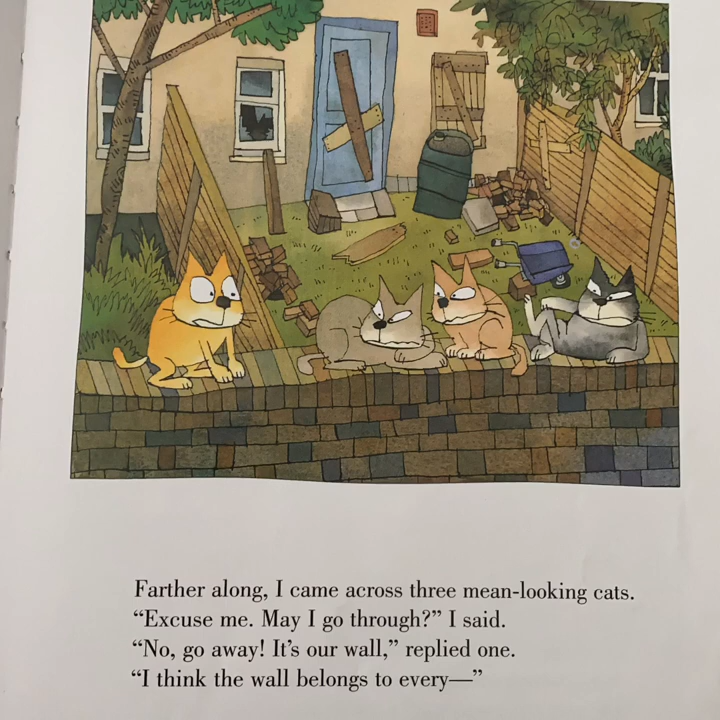 Farther along, I came across three mean-looking cats.
“Excuse me. May I go through?” I said.
“No, go away! It’s our wall,” replied one.
“I think the wall belongs to every—”